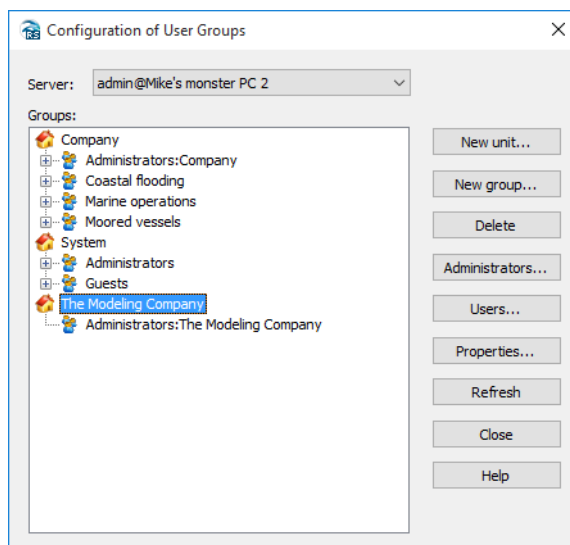 Configuration of User Groups
Server: admin@Mike's monster PC 2
Groups:
Company
Administrators:Company
Coastal flooding
Marine operations
Moored vessels
System
Administrators
Guests
The Modeling Company
Administrators:The Modeling Company
New unit...
New group...
Delete
Administrators...
Users...
Properties...
Refresh
Close
Help